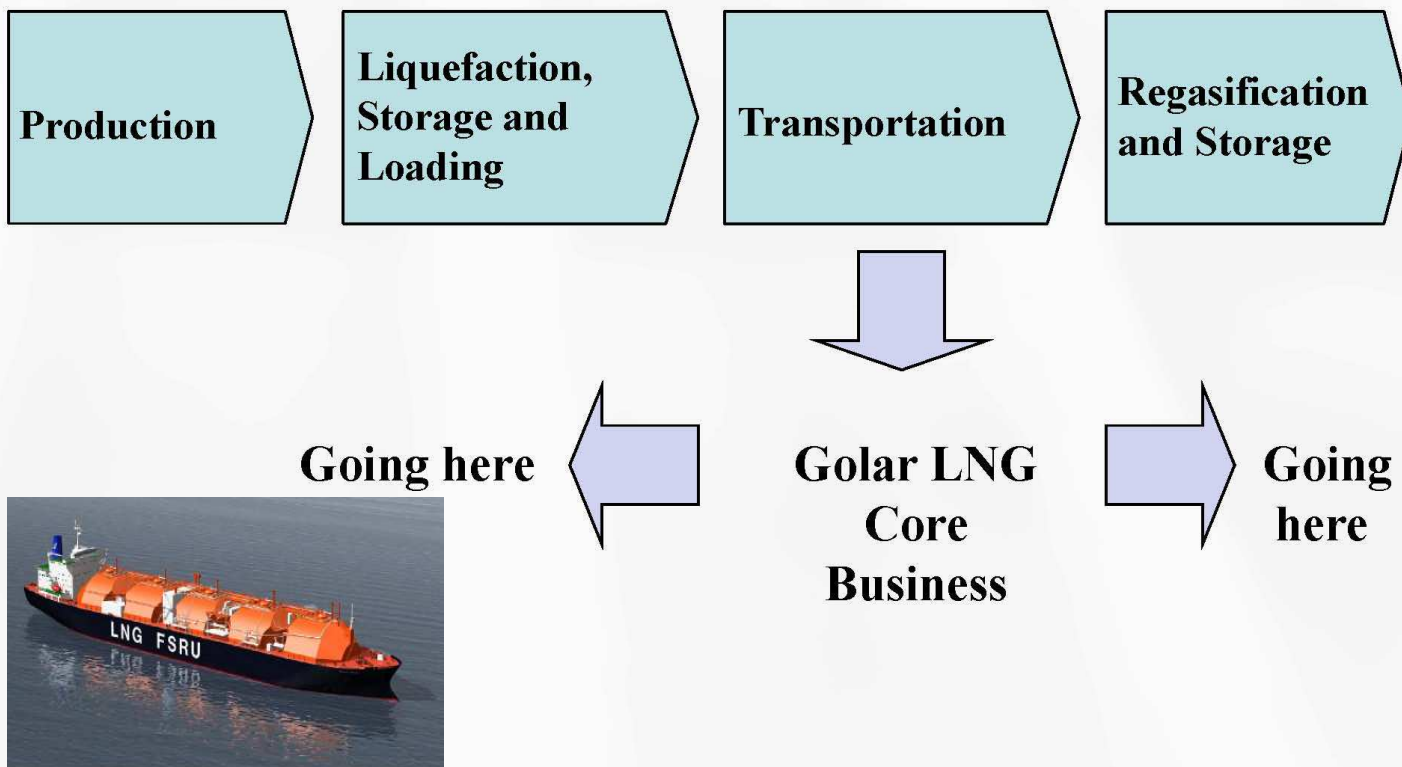 Production
Liquefaction,
Storage and
Loading
Transportation
Regasification
and Storage
Going here
Golar LNG
Core
Business
Going
here
LNG FSRU